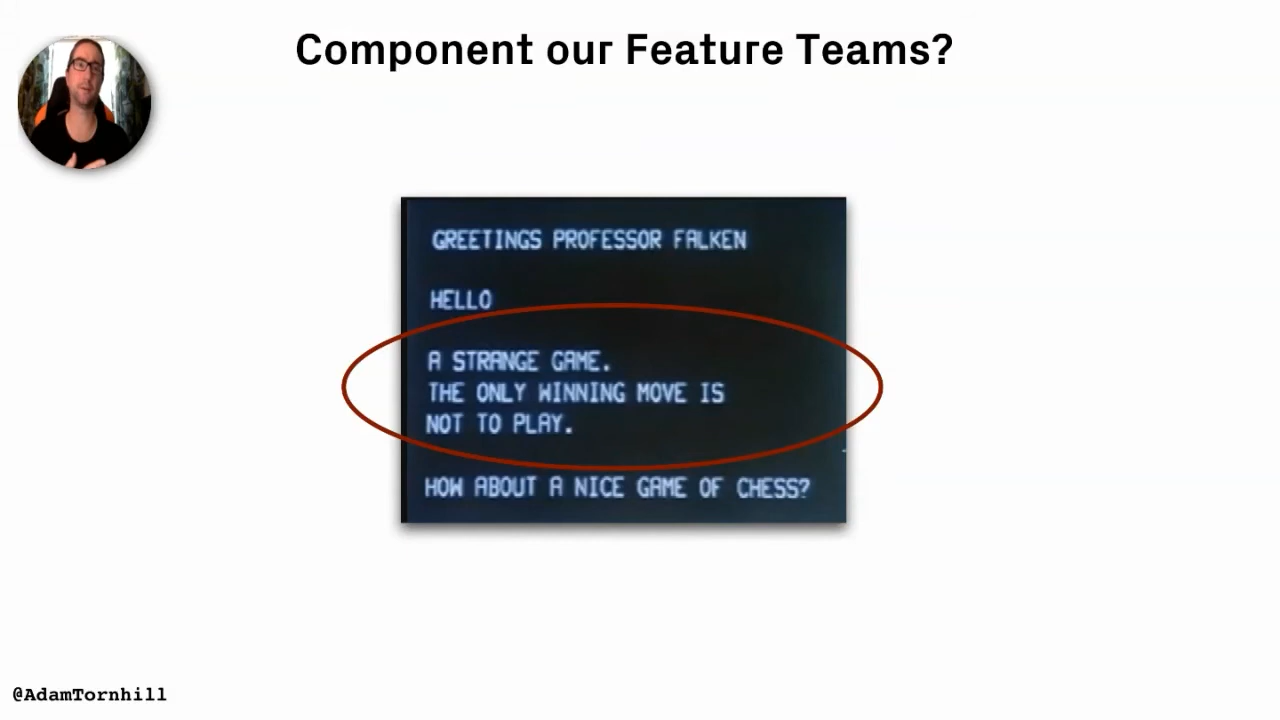 Component our Feature Teams?
GREETINGS PROFESSOR FALKEN
HELLO
A STRANGE GAME.
THE ONLY WINNING MOVE IS
NOT TO PLAY.
HOW ABOUT A NICE GAME OF CHESS?
@AdamTornhill